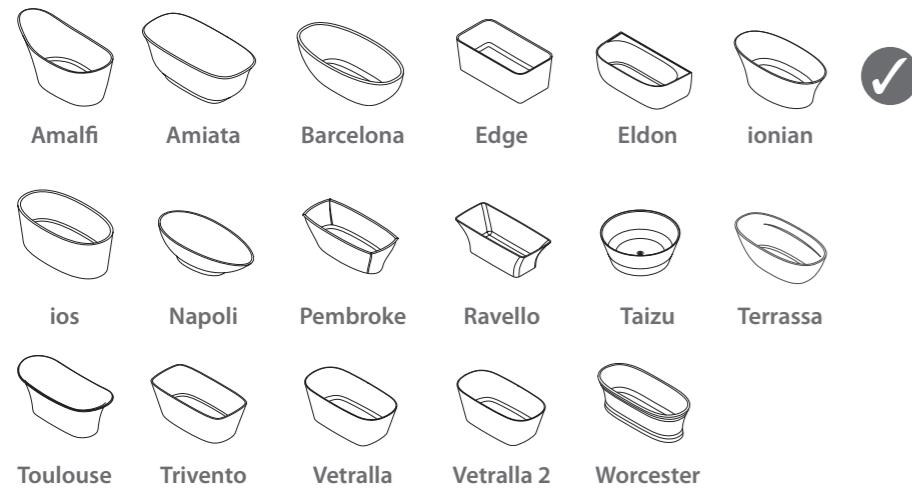 Amalfi Amiata Barcelona Edge Eldon ionian
ios Napoli Pembroke Ravello Taizu Terrassa
Toulouse Trivento Vetralla Vetralla 2 Worcester